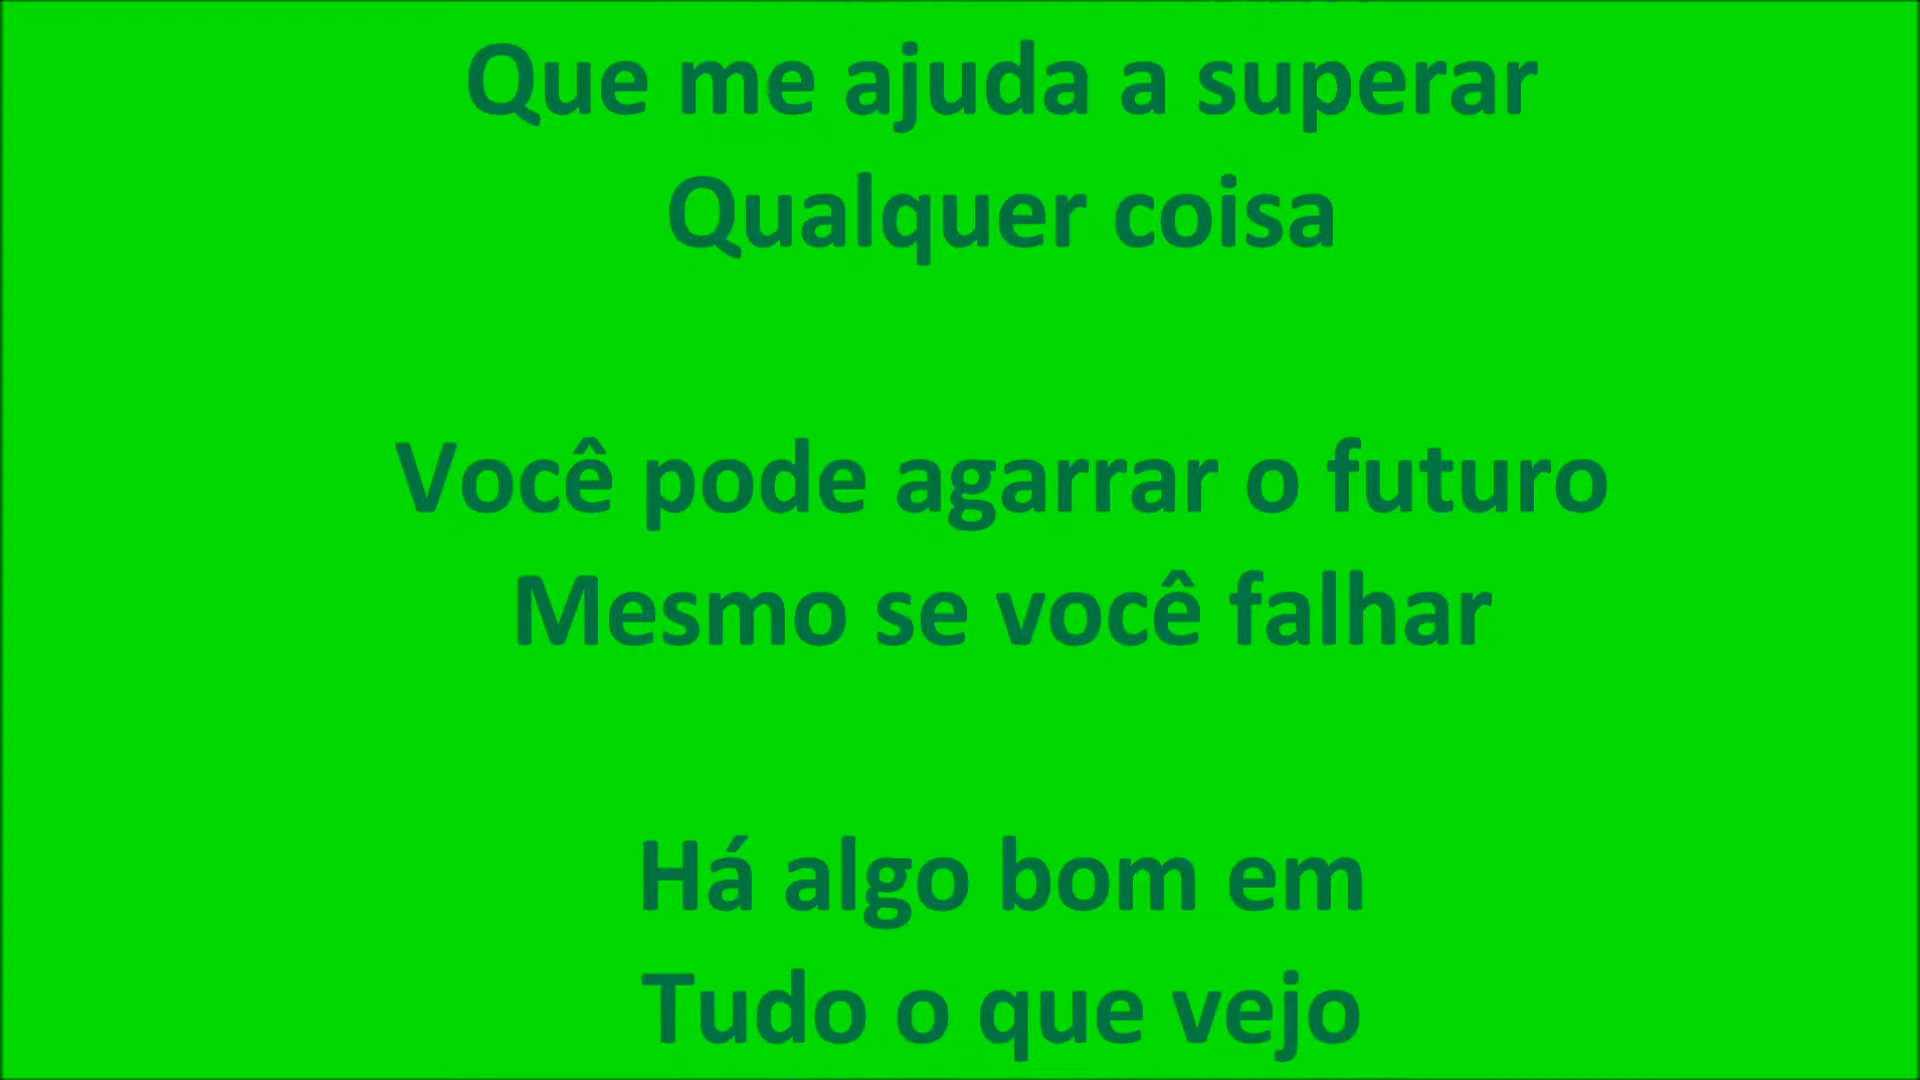 Que me ajuda a superar
Qualquer coisa
Você pode agarrar o futuro
Mesmo se você falhar
Há algo bom em
Tudo o que vejo